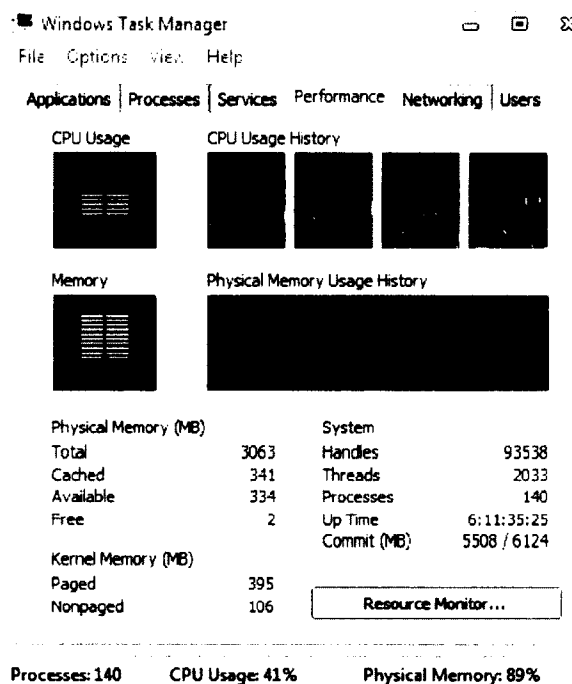 Windows Task Manager
File Options View Help
Applications Processes Services Performance Networking Users
CPU Usage CPU Usage History
Memory Physical Memory Usage History
Physical Memory (MB) System
Total 3063 Handles 93538
Cached 341 Threads 2033
Available 334 Processes 140
Free 2 Up Time 6:11:35:25
Commit (MB) 5508 / 6124
Kernel Memory (MB)
Paged 395
Nonpaged 106 Resource Monitor...
Processes: 140 CPU Usage: 41% Physical Memory: 89%